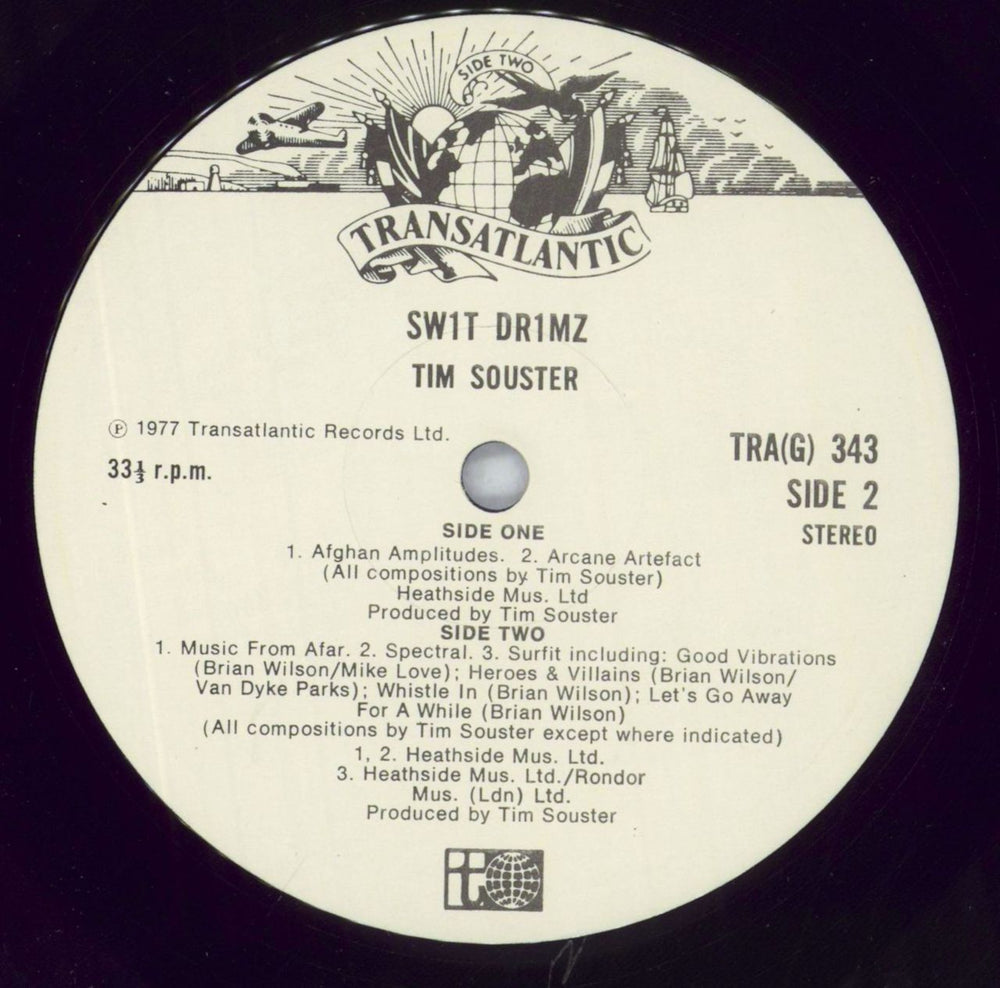 SIDE TWO
TRANSATLANTIC
SW1T DR1MZ
TIM SOUSTER
℗ 1977 Transatlantic Records Ltd.
33⅓ r.p.m.
TRA(G) 343
SIDE 2
STEREO
SIDE ONE
1. Afghan Amplitudes. 2. Arcane Artefact
(All compositions by Tim Souster)
Heathside Mus. Ltd
Produced by Tim Souster
SIDE TWO
1. Music From Afar. 2. Spectral. 3. Surfit including: Good Vibrations
(Brian Wilson/Mike Love); Heroes & Villains (Brian Wilson/
Van Dyke Parks); Whistle In (Brian Wilson); Let's Go Away
For A While (Brian Wilson)
(All compositions by Tim Souster except where indicated)
1, 2. Heathside Mus. Ltd.
3. Heathside Mus. Ltd./Rondor
Mus. (Ldn) Ltd.
Produced by Tim Souster
it